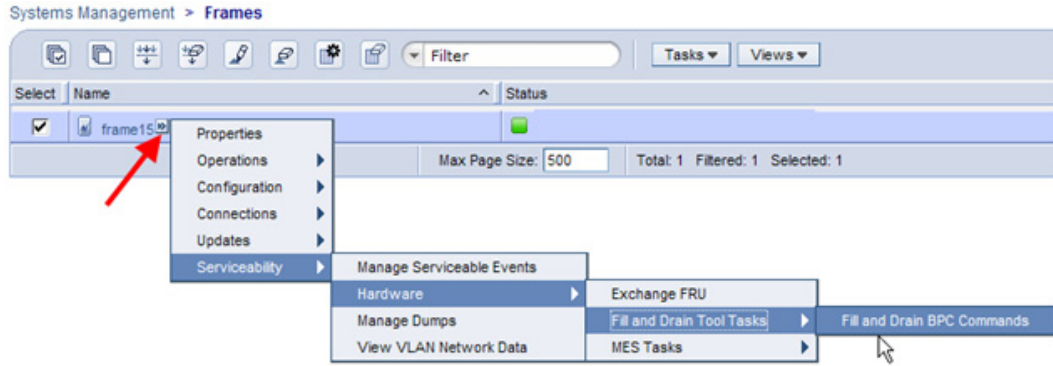 Systems Management > Frames
Filter Tasks Views
Select Name Status
frame15
Properties
Operations
Max Page Size: 500 Total: 1 Filtered: 1 Selected: 1
Configuration
Connections
Updates
Serviceability
Manage Serviceable Events
Hardware
Manage Dumps
View VLAN Network Data
Exchange FRU
Fill and Drain Tool Tasks
MES Tasks
Fill and Drain BPC Commands